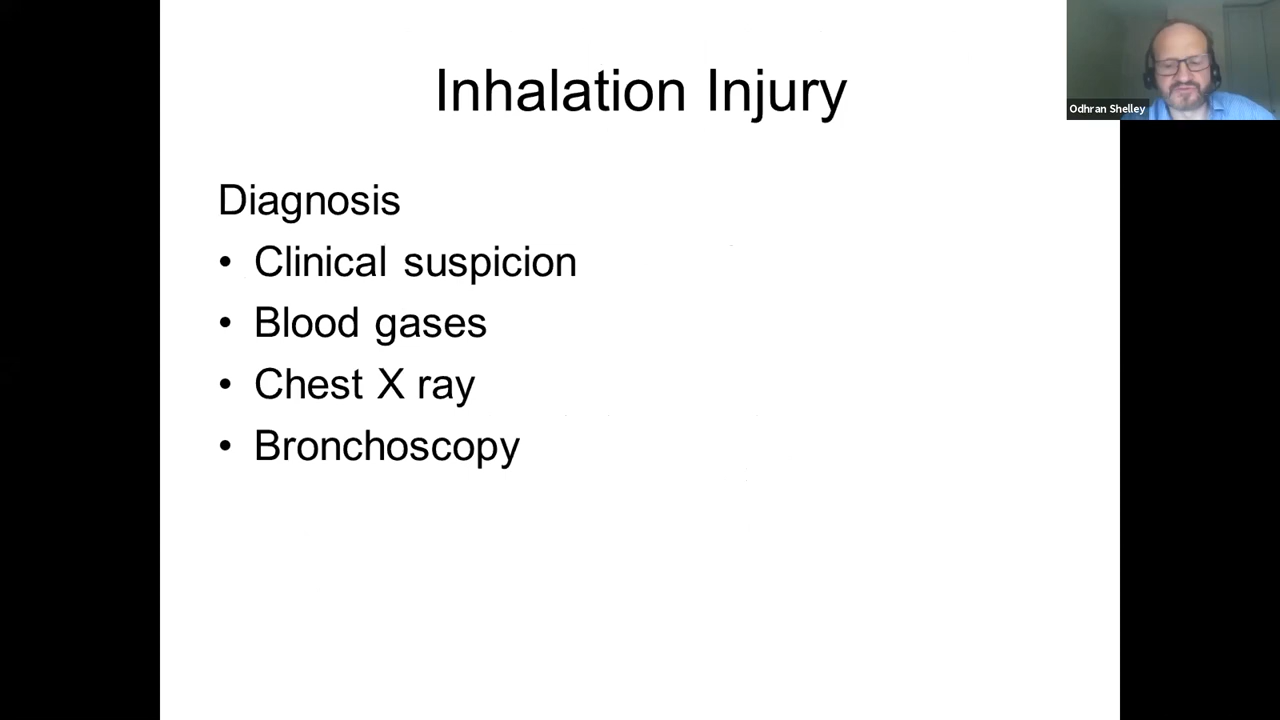 Inhalation Injury
Odhran Shelley
Diagnosis
• Clinical suspicion
• Blood gases
• Chest X ray
• Bronchoscopy